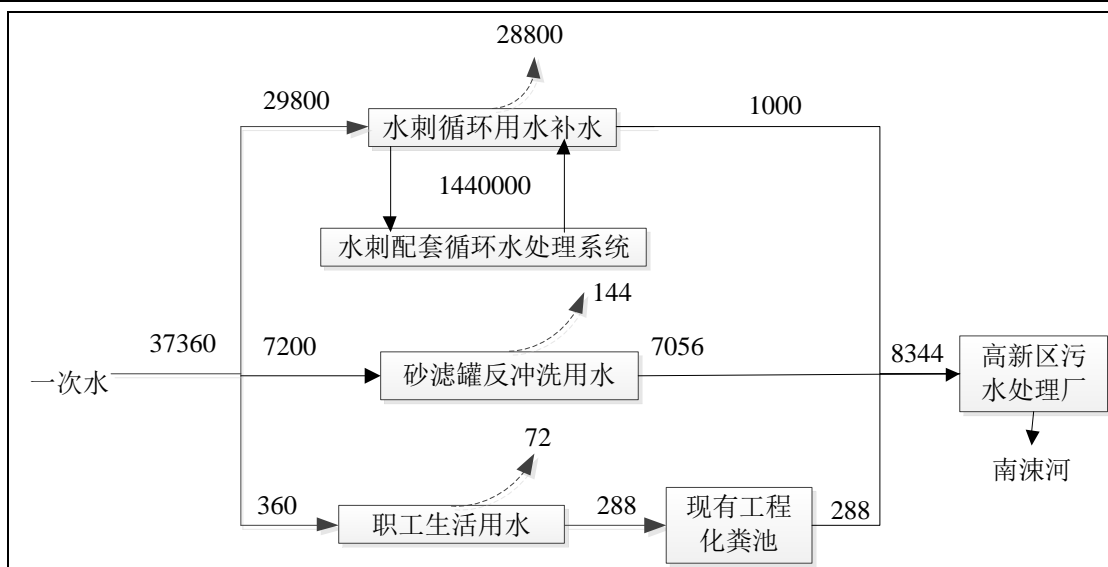 28800
29800
1000
水刺循环用水补水
1440000
水刺配套循环水处理系统
144
37360
7200
7056
8344
一次水
砂滤罐反冲洗用水
高新区污
水处理厂
72
南涑河
360
职工生活用水
288
现有工程
化粪池
288